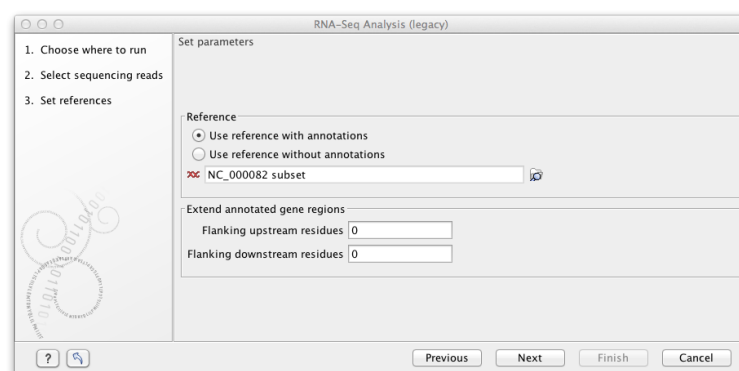 RNA-Seq Analysis (legacy)
1. Choose where to run
2. Select sequencing reads
3. Set references
Set parameters
Reference
Use reference with annotations
Use reference without annotations
NC_000082 subset
Extend annotated gene regions
Flanking upstream residues 0
Flanking downstream residues 0
?
Previous Next Finish Cancel